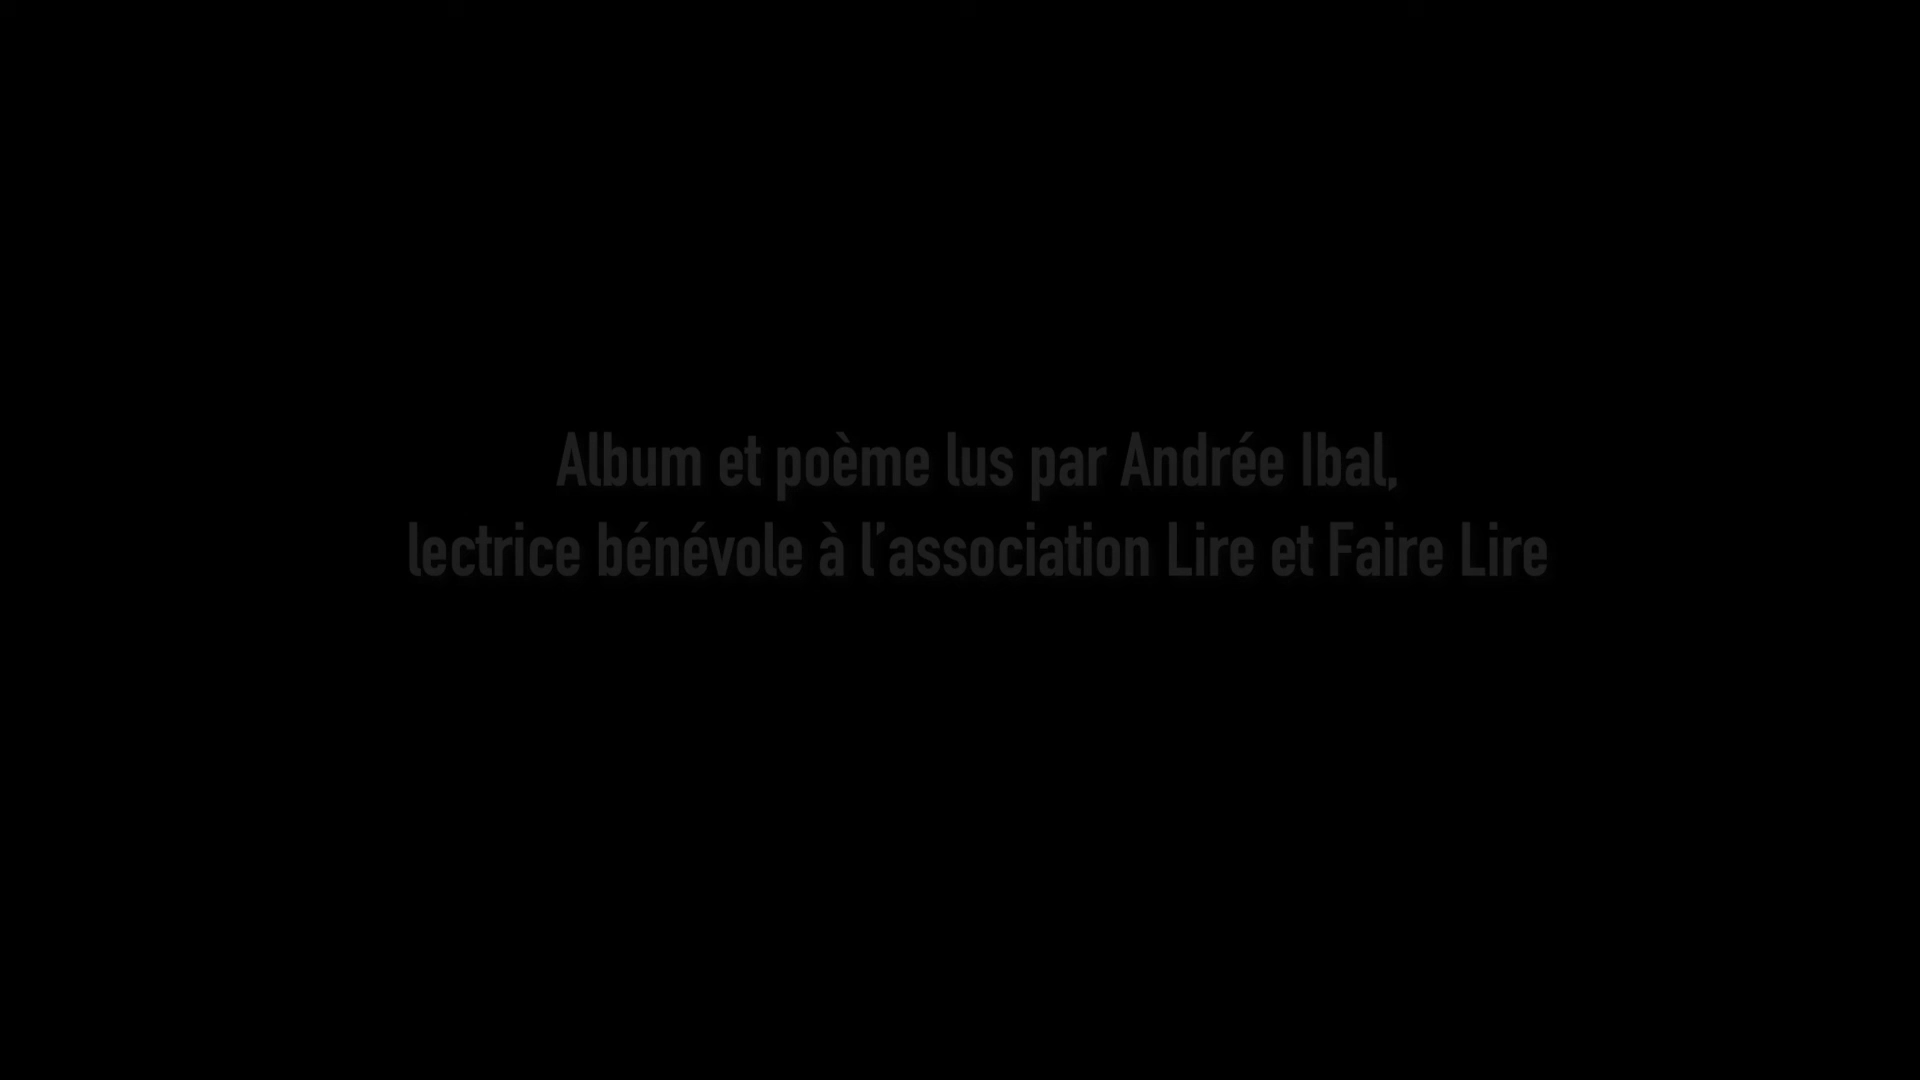 Album et poème lus par Andrée Ibal,
lectrice bénévole à l’association Lire et Faire Lire